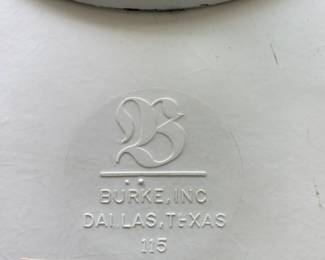 B
BURKE, INC
DALLAS, TEXAS
115